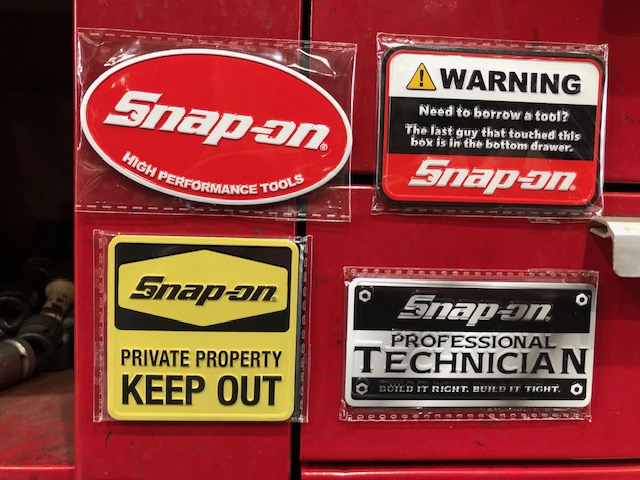 Snap-on®
HIGH PERFORMANCE TOOLS
WARNING
Need to borrow a tool?
The last guy that touched this
box is in the bottom drawer.
Snap-on®
Snap-on®
PRIVATE PROPERTY
KEEP OUT
Snap-on®
PROFESSIONAL
TECHNICIAN
BUILD IT RIGHT. BUILD IT TIGHT.